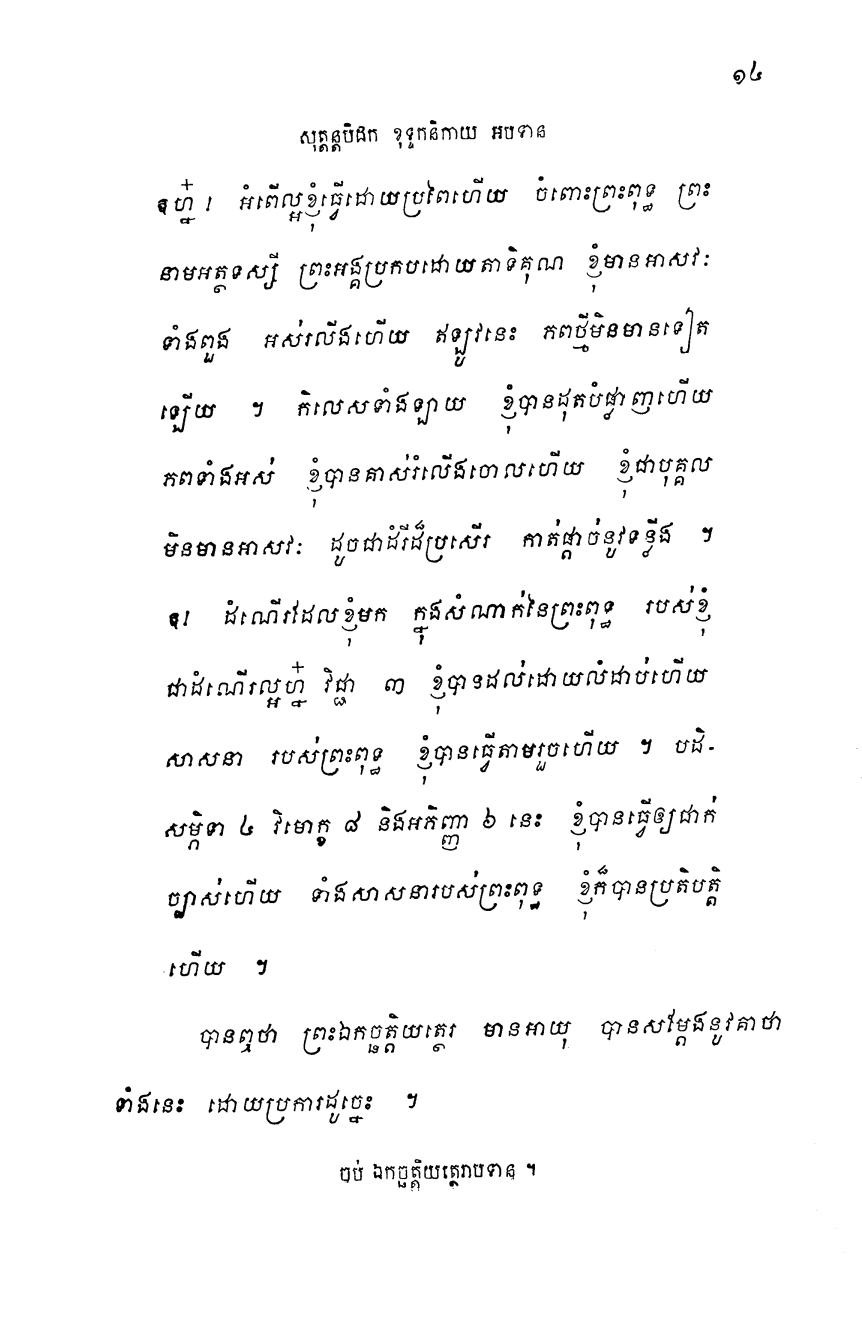 ១៤
សុត្តន្តបិដក ខុទ្ទកនិកាយ អបទាន
ហ្ន៎ ។ អំពើល្អខ្ញុំធ្វើដោយប្រពៃហើយ ចំពោះព្រះពុទ្ធ ព្រះ
នាមអត្ថទស្សី ព្រះអង្គប្រកបដោយតាទិគុណ ខ្ញុំមានអាសវៈ
ទាំងពួង អស់រលីងហើយ ឥឡូវនេះ ភពថ្មីមិនមានទៀត
ឡើយ ។ កិលេសទាំងឡាយ ខ្ញុំបានដុតបំផ្លាញហើយ
ភពទាំងអស់ ខ្ញុំបានគាស់រំលើងចោលហើយ ខ្ញុំជាបុគ្គល
មិនមានអាសវៈ ដូចជាដំរីដ៏ប្រសើរ កាត់ផ្តាច់នូវទន្លីង ។
ឱ! ដំណើរដែលខ្ញុំមក ក្នុងសំណាក់នៃព្រះពុទ្ធ របស់ខ្ញុំ
ជាដំណើរល្អហ្ន៎ វិជ្ជា ៣ ខ្ញុំបានដល់ដោយលំដាប់ហើយ
សាសនា របស់ព្រះពុទ្ធ ខ្ញុំបានធ្វើតាមរួចហើយ ។ បដិ-
សម្ភិទា ៤ វិមោក្ខ ៨ និងអភិញ្ញា ៦ នេះ ខ្ញុំបានធ្វើឲ្យជាក់
ច្បាស់ហើយ ទាំងសាសនារបស់ព្រះពុទ្ធ ខ្ញុំក៏បានប្រតិបត្តិ
ហើយ ។
បានឮថា ព្រះឯកច្ឆត្តិយត្ថេរ មានអាយុ បានសម្តែងនូវគាថា
ទាំងនេះ ដោយប្រការដូច្នេះ ។
ចប់ ឯកច្ឆត្តិយត្ថេរាបទាន ។